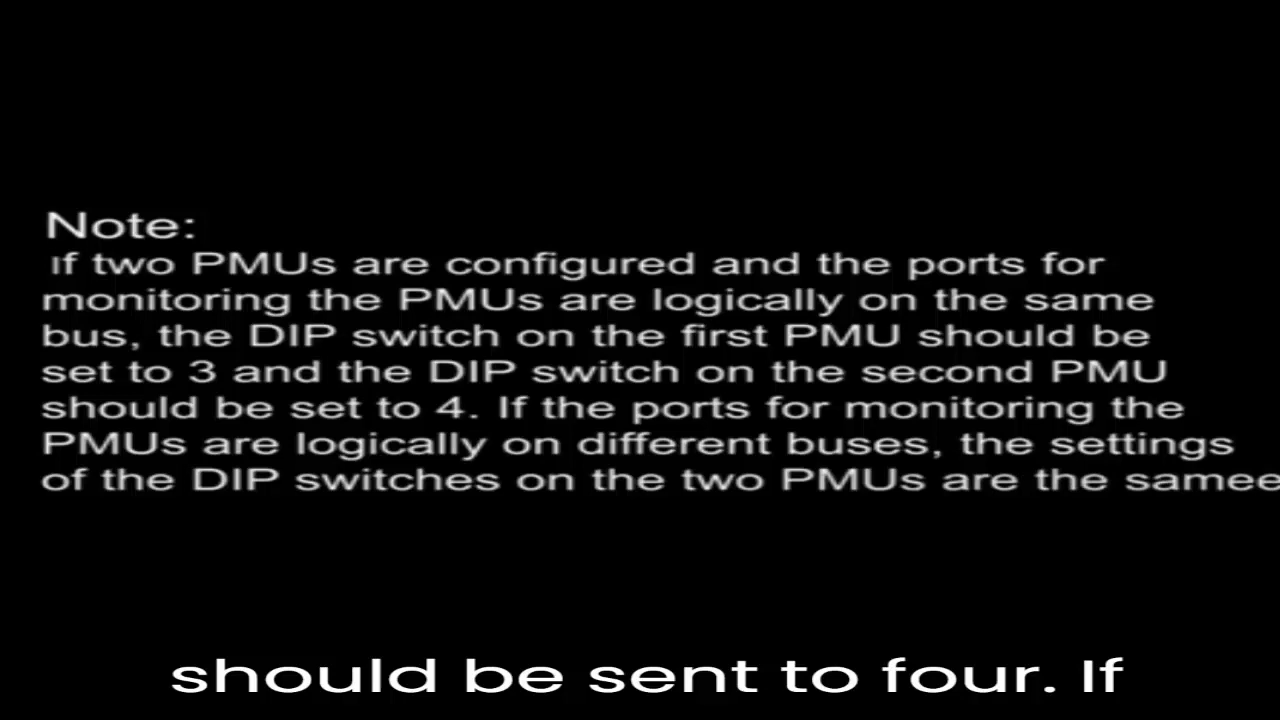 Note:
If two PMUs are configured and the ports for
monitoring the PMUs are logically on the same
bus, the DIP switch on the first PMU should be
set to 3 and the DIP switch on the second PMU
should be set to 4. If the ports for monitoring the
PMUs are logically on different buses, the settings
of the DIP switches on the two PMUs are the samee
should be sent to four. If